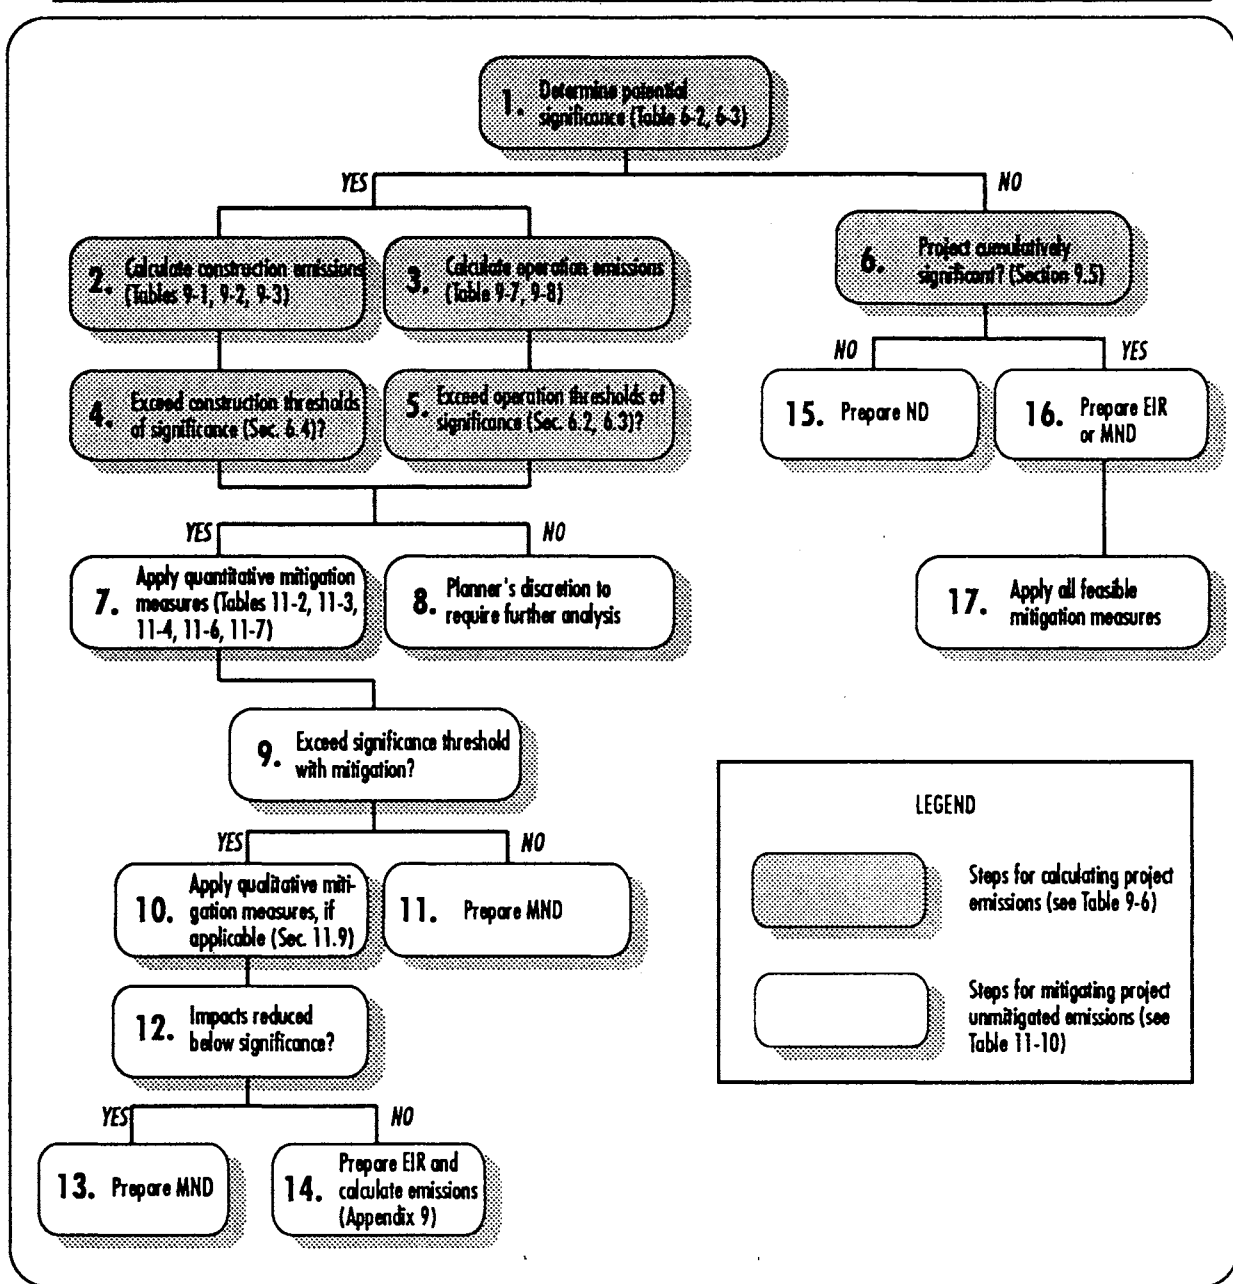 1. Determine potential
significance (Table 6-2, 6-3)
YES
NO
2. Calculate construction emissions
(Tables 9-1, 9-2, 9-3)
3. Calculate operation emissions
(Table 9-7, 9-8)
6. Project cumulatively
significant? (Section 9.5)
NO
YES
4. Exceed construction thresholds
of significance (Sec. 6.4)?
5. Exceed operation thresholds of
significance (Sec. 6.2, 6.3)?
15. Prepare ND
16. Prepare EIR
or MND
YES
NO
7. Apply quantitative mitigation
measures (Tables 11-2, 11-3,
11-4, 11-6, 11-7)
8. Planner's discretion to
require further analysis
17. Apply all feasible
mitigation measures
9. Exceed significance threshold
with mitigation?
YES
NO
10. Apply qualitative miti-
gation measures, if
applicable (Sec. 11.9)
11. Prepare MND
12. Impacts reduced
below significance?
YES
NO
13. Prepare MND
14. Prepare EIR and
calculate emissions
(Appendix 9)
LEGEND
Steps for calculating project
emissions (see Table 9-6)
Steps for mitigating project
unmitigated emissions (see
Table 11-10)